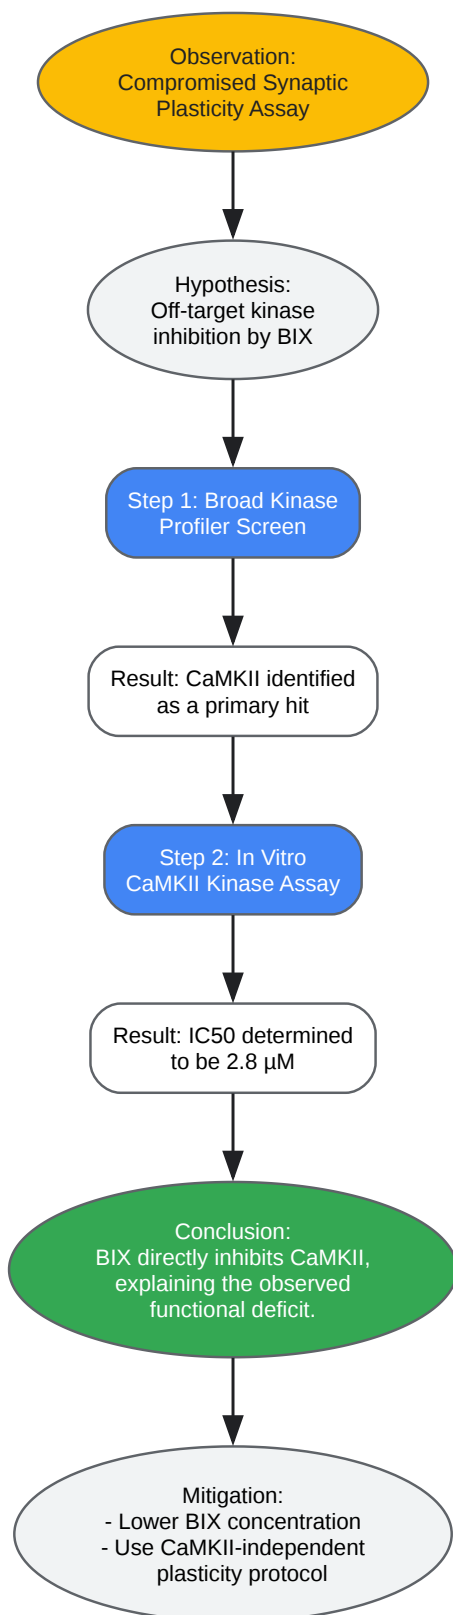 Observation:
Compromised Synaptic
Plasticity Assay
Hypothesis:
Off-target kinase
inhibition by BIX
Step 1: Broad Kinase
Profiler Screen
Result: CaMKII identified
as a primary hit
Step 2: In Vitro
CaMKII Kinase Assay
Result: IC50 determined
to be 2.8 µM
Conclusion:
BIX directly inhibits CaMKII,
explaining the observed
functional deficit.
Mitigation:
- Lower BIX concentration
- Use CaMKII-independent
plasticity protocol